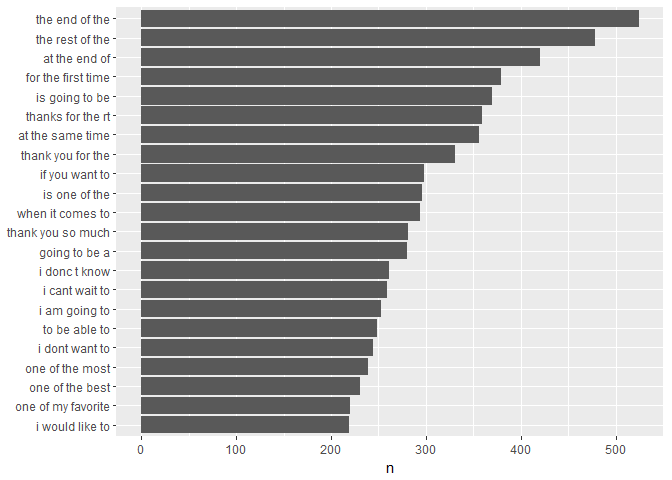 the end of the
the rest of the
at the end of
for the first time
is going to be
thanks for the rt
at the same time
thank you for the
if you want to
is one of the
when it comes to
thank you so much
going to be a
i donc t know
i cant wait to
i am going to
to be able to
i dont want to
one of the most
one of the best
one of my favorite
i would like to
0 100 200 300 400 500
n